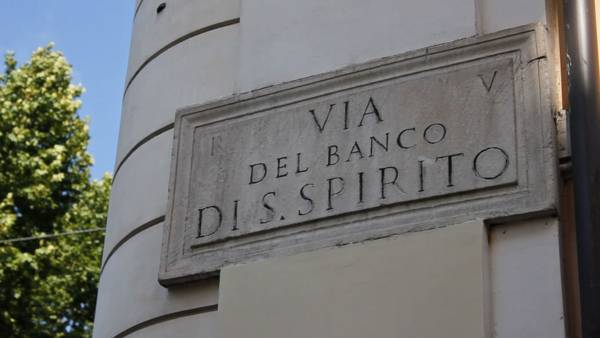 VIA
R V
DEL BANCO
DI S. SPIRITO